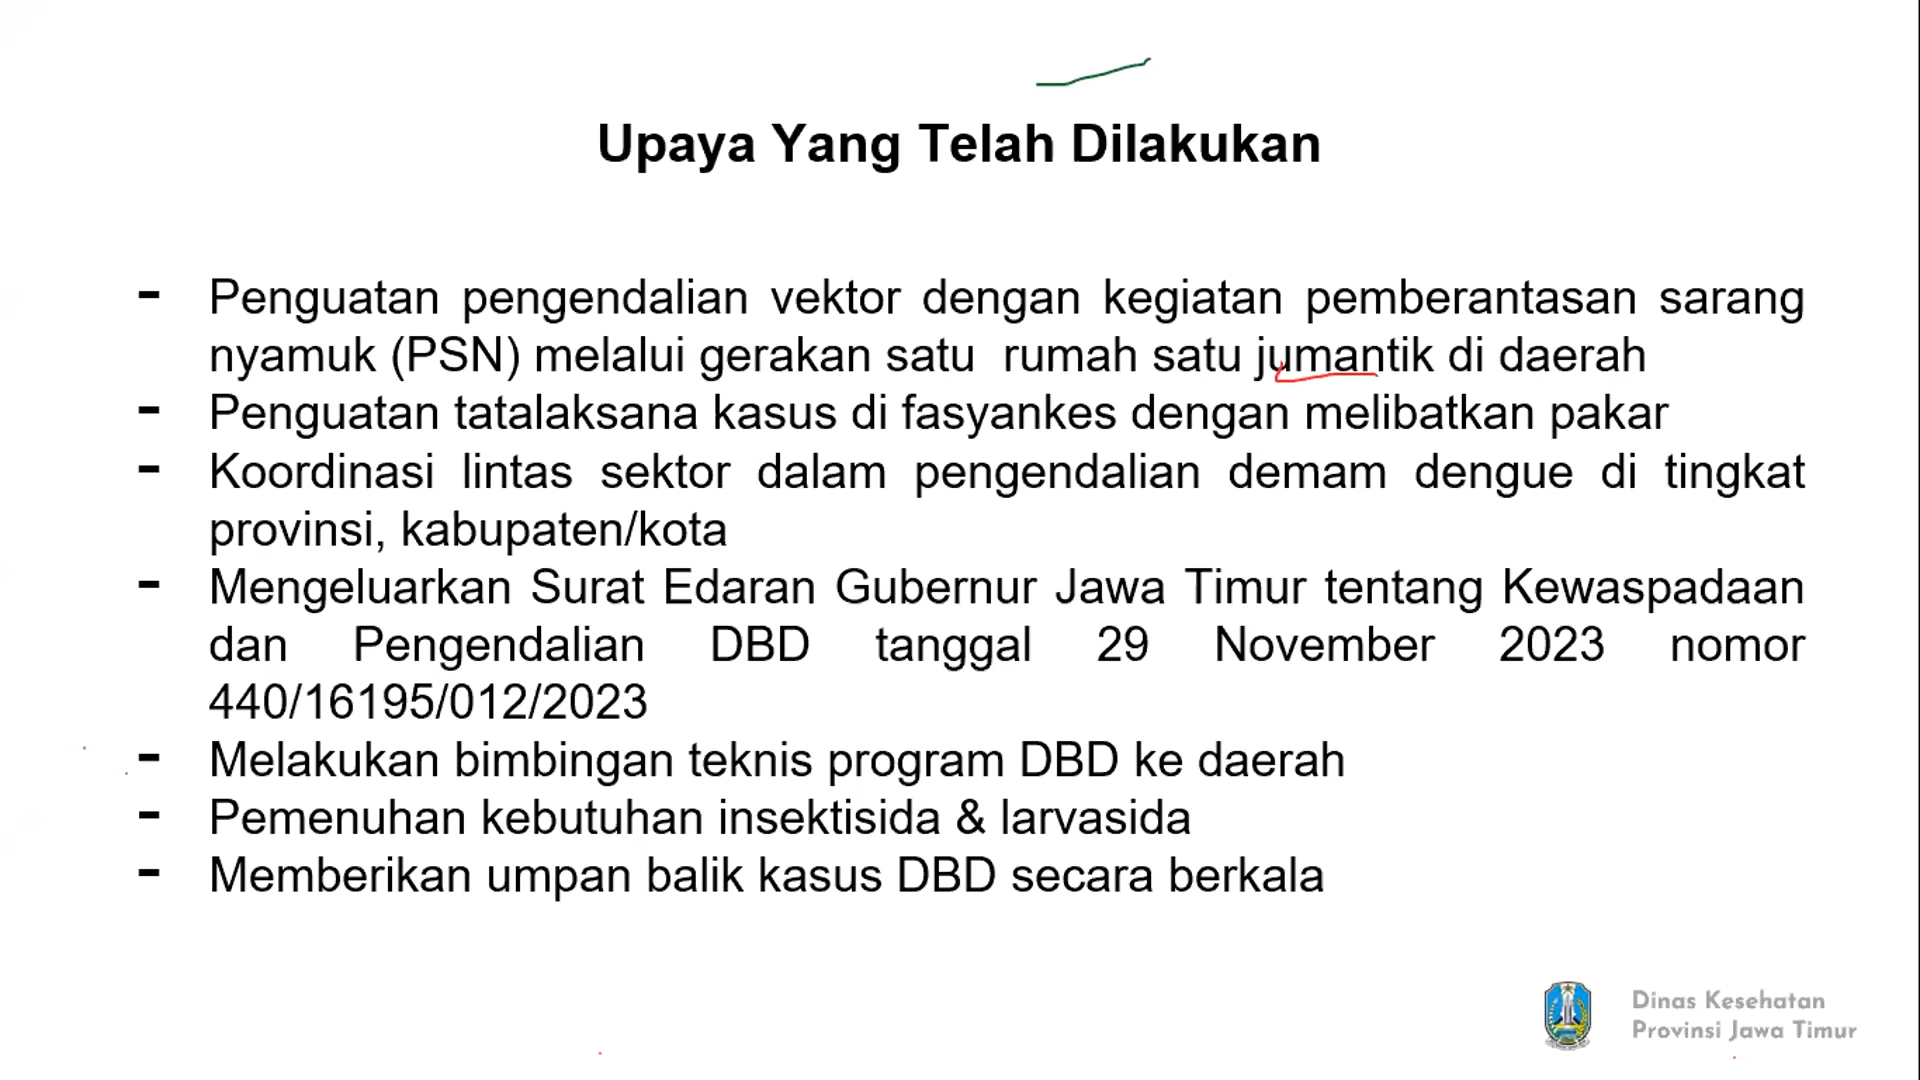 Upaya Yang Telah Dilakukan
- Penguatan pengendalian vektor dengan kegiatan pemberantasan sarang
nyamuk (PSN) melalui gerakan satu rumah satu jumantik di daerah
- Penguatan tatalaksana kasus di fasyankes dengan melibatkan pakar
- Koordinasi lintas sektor dalam pengendalian demam dengue di tingkat
provinsi, kabupaten/kota
- Mengeluarkan Surat Edaran Gubernur Jawa Timur tentang Kewaspadaan
dan Pengendalian DBD tanggal 29 November 2023 nomor
440/16195/012/2023
- Melakukan bimbingan teknis program DBD ke daerah
- Pemenuhan kebutuhan insektisida & larvasida
- Memberikan umpan balik kasus DBD secara berkala
Dinas Kesehatan
Provinsi Jawa Timur